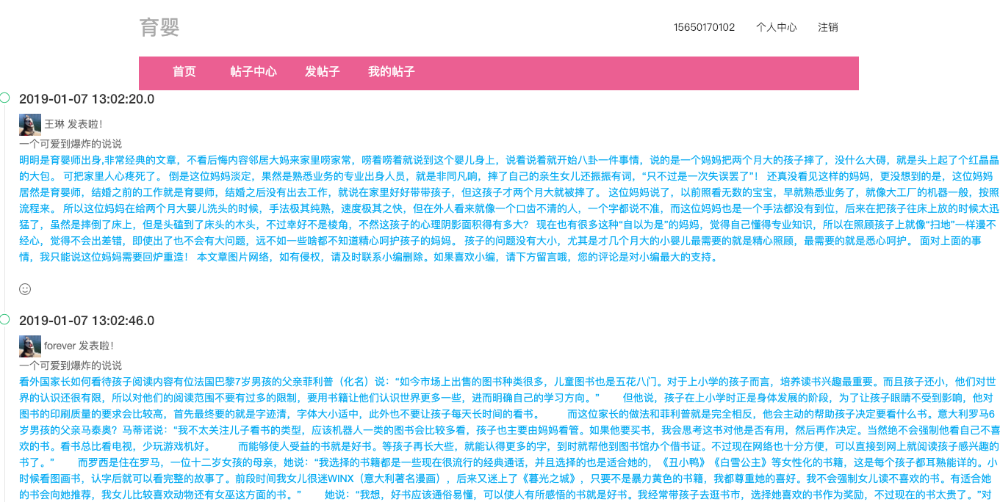 育婴
15650170102 个人中心 注销
首页 帖子中心 发帖子 我的帖子
2019-01-07 13:02:20.0
王琳 发表啦！
一个可爱到爆炸的说说
明明是育婴师出身,非常经典的文章，不看后悔内容邻居大妈来家里唠家常，唠着唠着就说到这个婴儿身上，说着说着就开始八卦一件事情，说的是一个妈妈把两个月大的孩子摔了，没什么大碍，就是头上起了个红晶晶
的大包。 可把家里人心疼死了。 倒是这位妈妈淡定，果然是熟悉业务的专业出身人员，就是非同凡响，摔了自己的亲生女儿还振振有词，“只不过是一次失误罢了”！ 还真没看见这样的妈妈，更没想到的是，这位妈妈
居然是育婴师，结婚之前的工作就是育婴师，结婚之后没有出去工作，就说在家里好好带带孩子，但这孩子才两个月大就被摔了。 这位妈妈说了，以前照看无数的宝宝，早就熟悉业务了，就像大工厂的机器一般，按照
流程来。 所以这位妈妈在给两个月大婴儿洗头的时候，手法极其纯熟，速度极其之快，但在外人看来就像一个口齿不清的人，一个字都说不准，而这位妈妈也是一个手法都没有到位，后来在把孩子往床上放的时候太迅
猛了，虽然是摔倒了床上，但是头磕到了床头的木头，不过幸好不是棱角，不然这孩子的心理阴影面积得有多大？ 现在也有很多这种“自以为是”的妈妈，觉得自己懂得专业知识，所以在照顾孩子上就像“扫地”一样漫不
经心，觉得不会出差错，即使出了也不会有大问题，远不如一些啥都不知道精心呵护孩子的妈妈。 孩子的问题没有大小，尤其是才几个月大的小婴儿最需要的就是精心照顾，最需要的就是悉心呵护。 面对上面的事
情，我只能说这位妈妈需要回炉重造！ 本文章图片网络，如有侵权，请及时联系小编删除。如果喜欢小编，请下方留言哦，您的评论是对小编最大的支持。
2019-01-07 13:02:46.0
forever 发表啦！
一个可爱到爆炸的说说
看外国家长如何看待孩子阅读内容有位法国巴黎7岁男孩的父亲菲利普（化名）说：“如今市场上出售的图书种类很多，儿童图书也是五花八门。对于上小学的孩子而言，培养读书兴趣最重要。而且孩子还小，他们对世
界的认识还很有限，所以对他们的阅读范围不要有过多的限制，要用书籍让他们认识世界更多一些，进而明确自己的学习方向。” 但他说，孩子在上小学时正是身体发展的阶段，为了让孩子眼睛不受到影响，他对
图书的印刷质量的要求会比较高，首先最终要的就是字迹清，字体大小适中，此外也不要让孩子每天长时间的看书。 而这位家长的做法和菲利普就是完全相反，他会主动的帮助孩子决定要看什么书。意大利罗马6
岁男孩的父亲马泰奥？马蒂诺说：“我不太关注儿子看书的类型，应该机器人一类的图书会比较多看，孩子也主要由妈妈看管。如果他要买书，我会思考这书对他是否有用，然后再作决定。当然绝不会强制他看自己不喜
欢的书。看书总比看电视，少玩游戏机好。 而能够使人受益的书就是好书。等孩子再长大些，就能认得更多的字，到时就帮他到图书馆办个借书证。不过现在网络也十分方便，可以直接到网上就阅读孩子感兴趣的
书了。” 而罗西是住在罗马，一位十二岁女孩的母亲，她说：“我选择的书籍都是一些现在很流行的经典通话，并且选择的也是适合她的，《丑小鸭》《白雪公主》等女性化的书籍，这是每个孩子都耳熟能详的。小
时候看图画书，认字后就可以看完整的故事了。前段时间我女儿很迷WINX（意大利著名漫画），后来又迷上了《暮光之城》，只要不是暴力黄色的书籍，我都尊重她的喜好。我不会强制女儿读不喜欢的书。有适合她
的书会向她推荐，我女儿比较喜欢动物还有女巫这方面的书。” 她说：“我想，好书应该通俗易懂，可以使人有所感悟的书就是好书。我经常带孩子去逛书市，选择她喜欢的书作为奖励，不过现在的书太贵了。”对